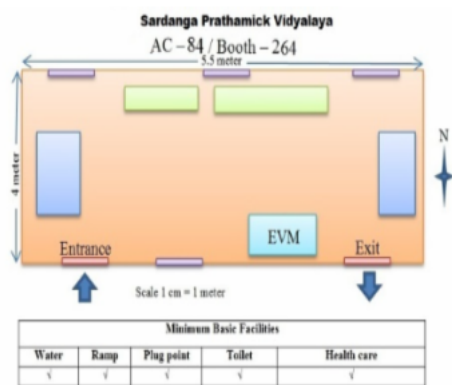 Sardanga Prathamick Vidyalaya
AC – 84 / Booth – 264
5.5 meter
4 meter
N
EVM
Entrance
Exit
Scale 1 cm = 1 meter
Minimum Basic Facilities
Water Ramp Plug point Toilet Health care
√ √ √ √ √